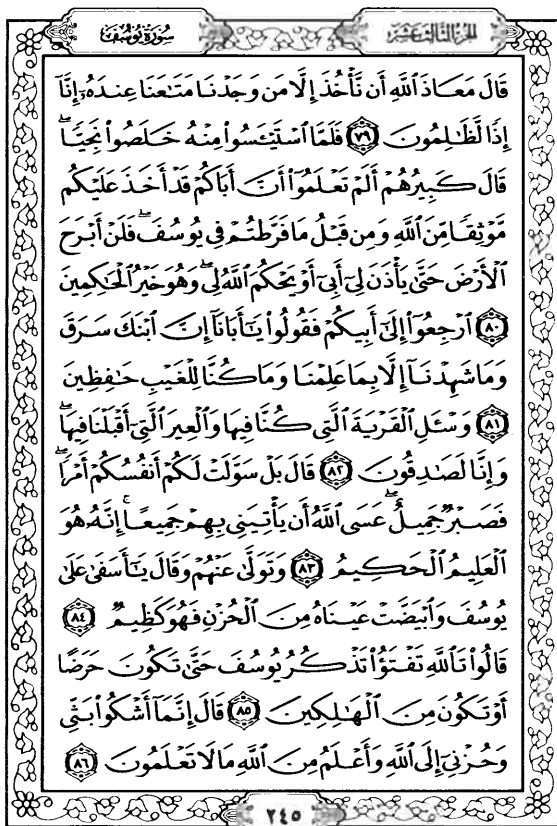 الجزء الثالث عشر
سورة يوسف
قَالَ مَعَاذَ ٱللَّهِ أَن نَّأْخُذَ إِلَّا مَن وَجَدْنَا مَتَٰعَنَا عِندَهُۥٓ إِنَّآ
إِذًا لَّظَٰلِمُونَ ٧٩ فَلَمَّا ٱسْتَيْـَٔسُوا۟ مِنْهُ خَلَصُوا۟ نَجِيًّا ۖ
قَالَ كَبِيرُهُمْ أَلَمْ تَعْلَمُوٓا۟ أَنَّ أَبَاكُمْ قَدْ أَخَذَ عَلَيْكُم
مَّوْثِقًا مِّنَ ٱللَّهِ وَمِن قَبْلُ مَا فَرَّطتُمْ فِى يُوسُفَ ۖ فَلَنْ أَبْرَحَ
ٱلْأَرْضَ حَتَّىٰ يَأْذَنَ لِىٓ أَبِىٓ أَوْ يَحْكُمَ ٱللَّهُ لِى ۖ وَهُوَ خَيْرُ ٱلْحَٰكِمِينَ
٨٠ ٱرْجِعُوٓا۟ إِلَىٰٓ أَبِيكُمْ فَقُولُوا۟ يَٰٓأَبَانَآ إِنَّ ٱبْنَكَ سَرَقَ
وَمَا شَهِدْنَآ إِلَّا بِمَا عَلِمْنَا وَمَا كُنَّا لِلْغَيْبِ حَٰفِظِينَ
٨١ وَسْـَٔلِ ٱلْقَرْيَةَ ٱلَّتِى كُنَّا فِيهَا وَٱلْعِيرَ ٱلَّتِىٓ أَقْبَلْنَا فِيهَا ۖ
وَإِنَّا لَصَٰدِقُونَ ٨٢ قَالَ بَلْ سَوَّلَتْ لَكُمْ أَنفُسُكُمْ أَمْرًا ۖ
فَصَبْرٌ جَمِيلٌ ۖ عَسَى ٱللَّهُ أَن يَأْتِيَنِى بِهِمْ جَمِيعًا ۚ إِنَّهُۥ هُوَ
ٱلْعَلِيمُ ٱلْحَكِيمُ ٨٣ وَتَوَلَّىٰ عَنْهُمْ وَقَالَ يَٰٓأَسَفَىٰ عَلَىٰ
يُوسُفَ وَٱبْيَضَّتْ عَيْنَاهُ مِنَ ٱلْحُزْنِ فَهُوَ كَظِيمٌ ٨٤
قَالُوا۟ تَٱللَّهِ تَفْتَؤُا۟ تَذْكُرُ يُوسُفَ حَتَّىٰ تَكُونَ حَرَضًا
أَوْ تَكُونَ مِنَ ٱلْهَٰلِكِينَ ٨٥ قَالَ إِنَّمَآ أَشْكُوا۟ بَثِّى
وَحُزْنِىٓ إِلَى ٱللَّهِ وَأَعْلَمُ مِنَ ٱللَّهِ مَا لَا تَعْلَمُونَ ٨٦
٢٤٥